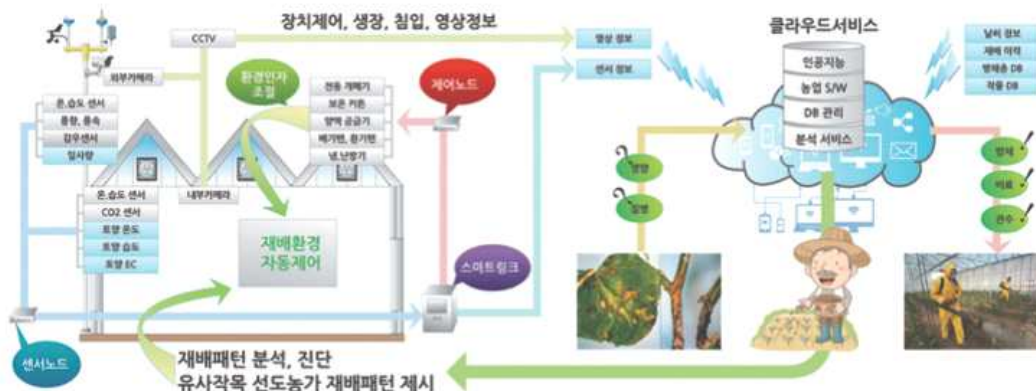 장치제어, 생장, 침입, 영상정보
CCTV
외부카메라
온.습도 센서
풍향, 풍속
감우센서
일사량
환경인자
조절
전동 개폐기
보온 커튼
양액 공급기
배기팬, 환기팬
냉.난방기
제어노드
온.습도 센서
CO2 센서
토양 온도
토양 습도
토양 EC
내부카메라
재배환경
자동제어
스마트링크
센서노드
재배패턴 분석, 진단
유사작목 선도농가 재배패턴 제시
영상 정보
센서 정보
클라우드서비스
인공지능
농업 S/W
DB 관리
분석 서비스
날씨 정보
재배 이력
병해충 DB
작물 DB
영양
질병
방제
비료
관수